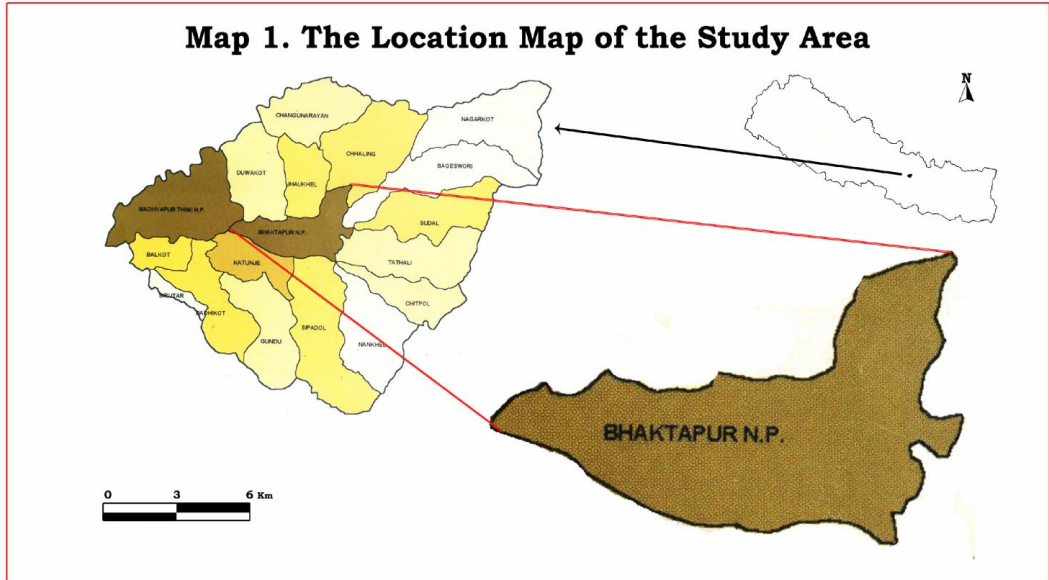 Map 1. The Location Map of the Study Area
N
CHANGUNARAYAN
NAGARKOT
CHHALING
BAGESWORI
DUWAKOT
JHAUKHEL
MADHYAPUR THIMI N.P.
BHAKTAPUR N.P.
SUDAL
BALKOT
KATUNJE
TATHALI
SIRUTAR
DADHIKOT
CHITPOL
SIPADOL
GUNDU
NANKHEL
BHAKTAPUR N.P.
0 3 6 Km